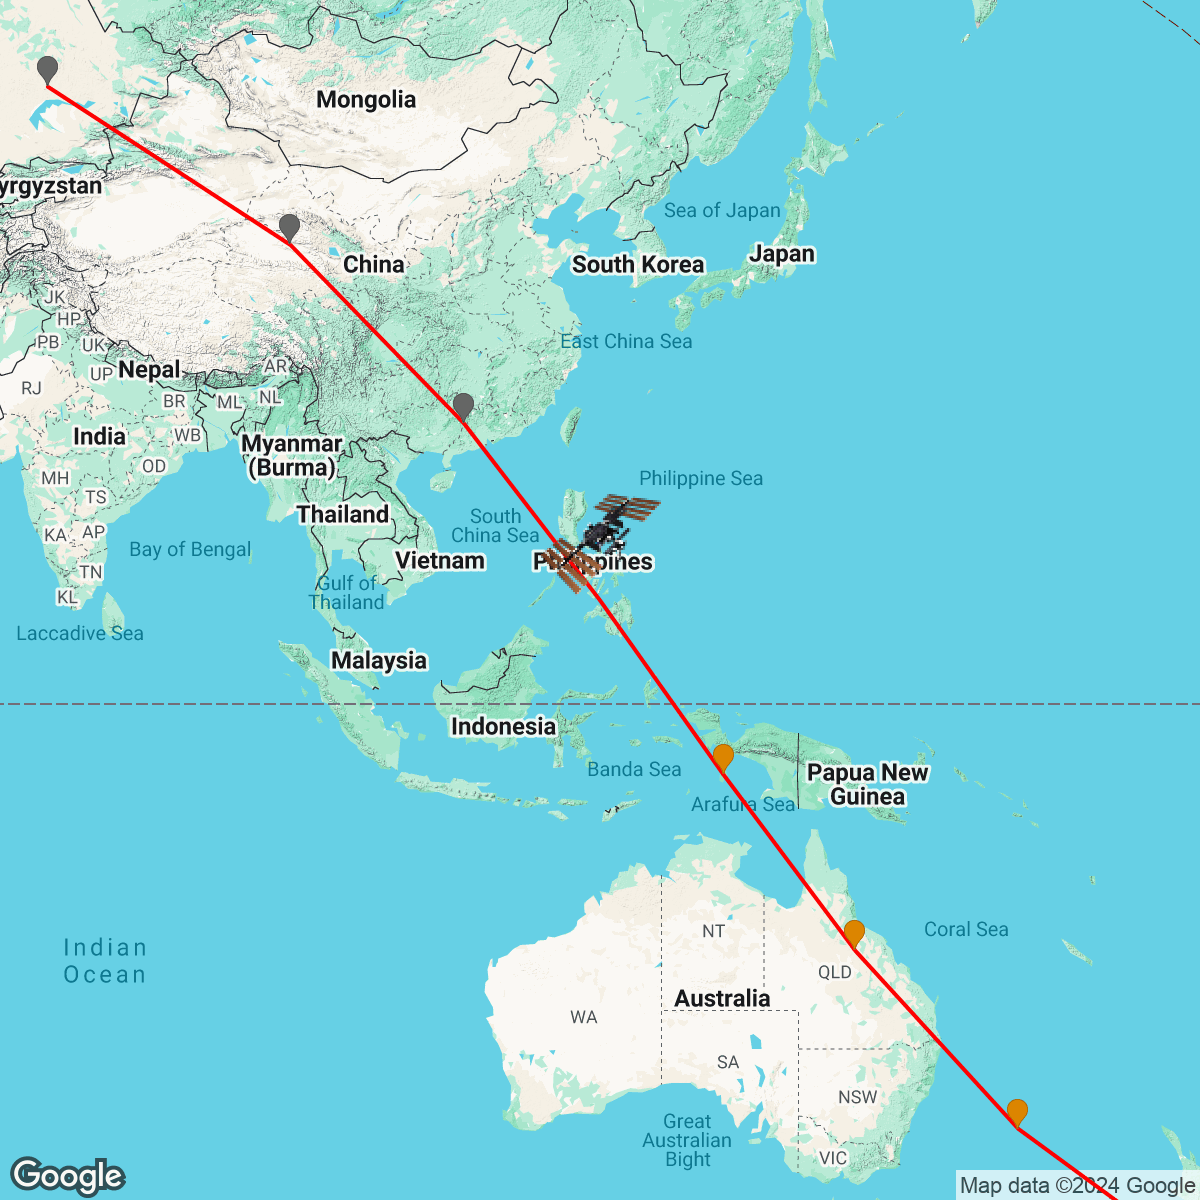 Mongolia
yrgyzstan
Sea of Japan
Japan
South Korea
China
JK
HP
PB
UK
East China Sea
UP
Nepal
AR
RJ
BR
ML
NL
India
WB
Myanmar
(Burma)
OD
MH
Philippine Sea
TS
Thailand
South
China Sea
KA
AP
Bay of Bengal
Vietnam
Philippines
TN
Gulf of
Thailand
KL
Laccadive Sea
Malaysia
Indonesia
Banda Sea
Papua New
Guinea
Arafura Sea
NT
Coral Sea
Indian
Ocean
QLD
Australia
WA
SA
NSW
Great
Australian
Bight
VIC
Google
Map data ©2024 Google